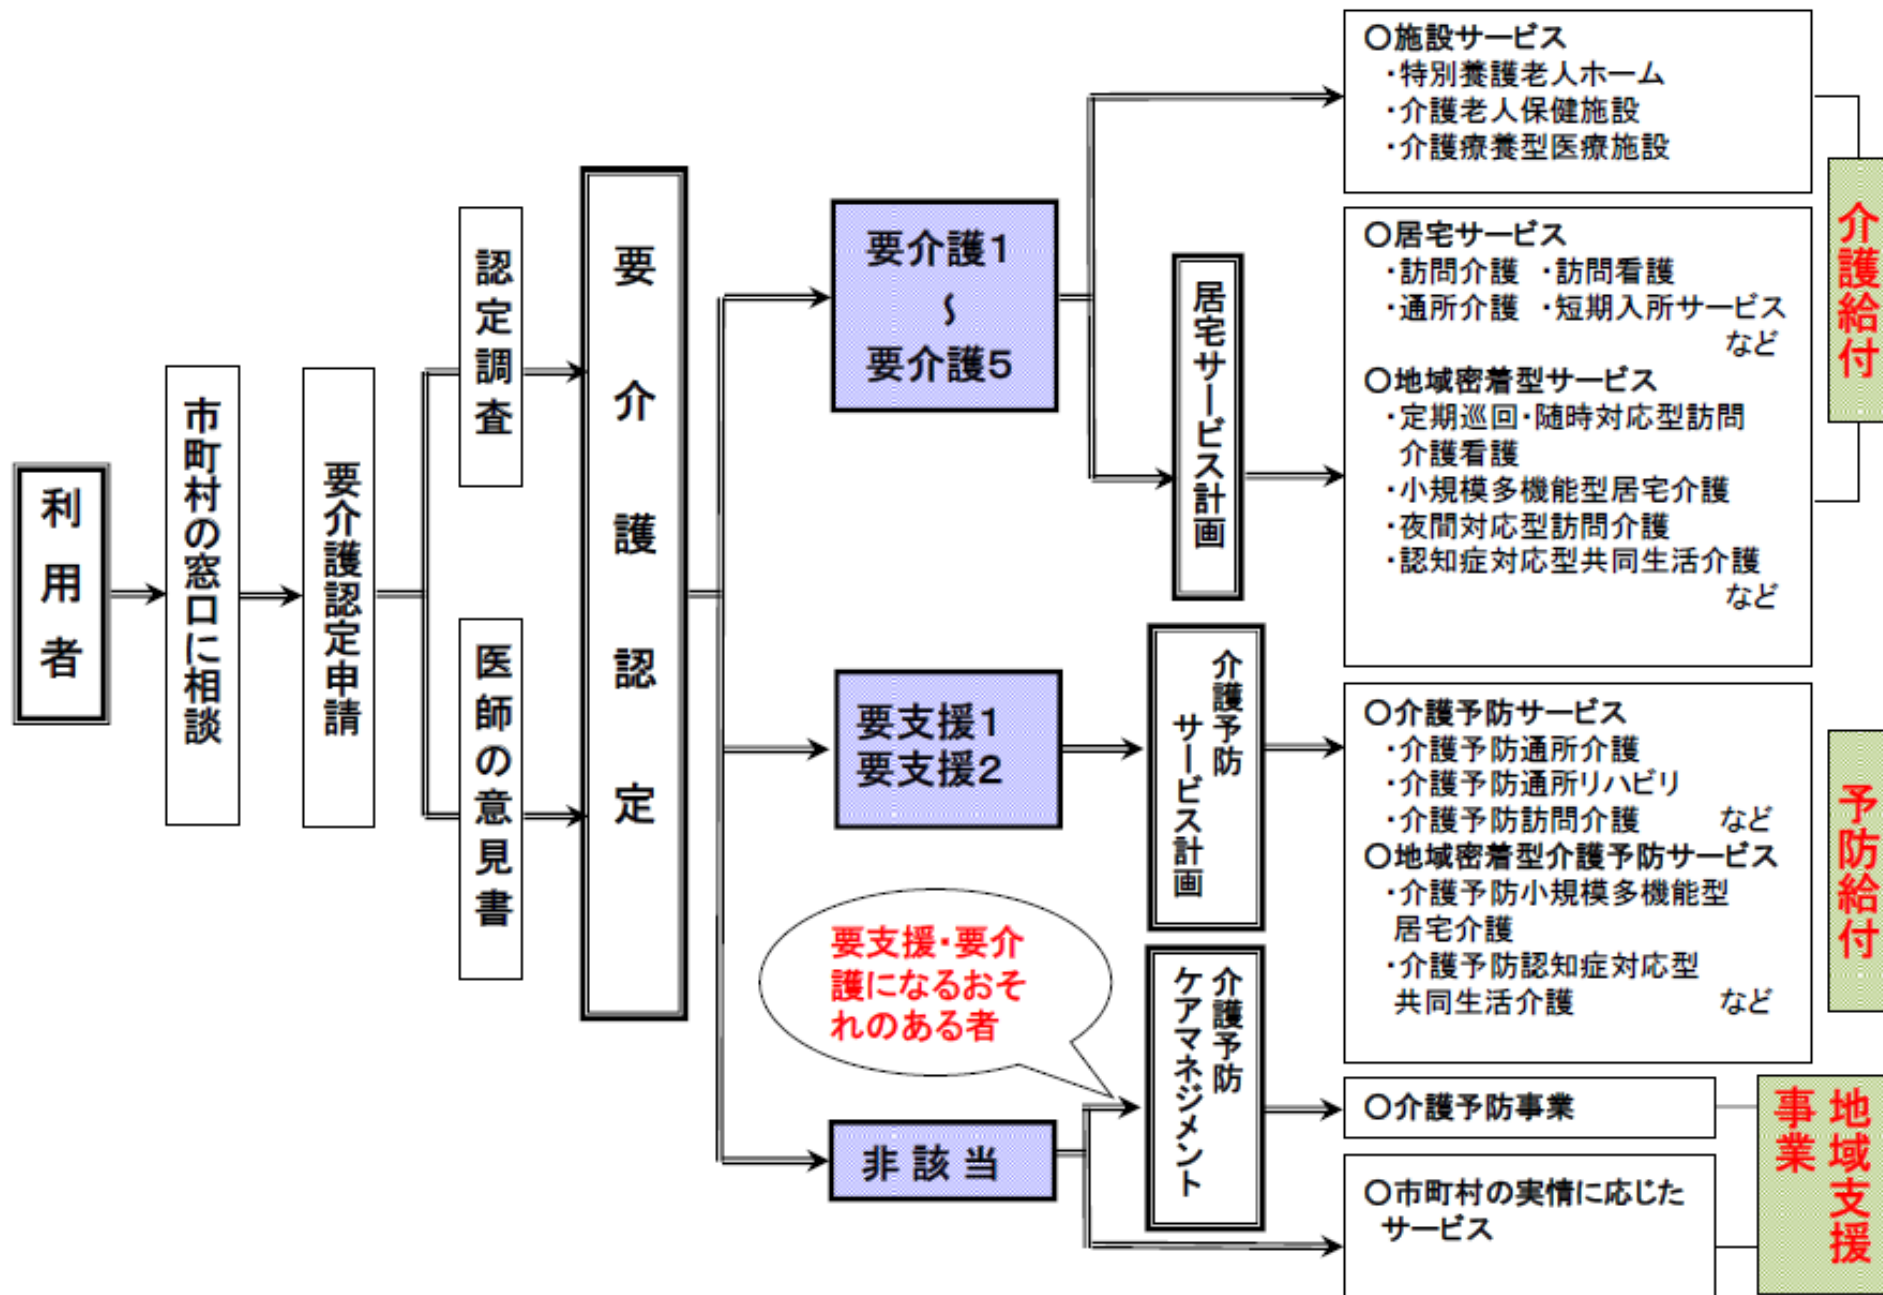 利用者
市町村の窓口に相談
要介護認定申請
認定調査
医師の意見書
要介護認定
要介護1
〜
要介護5
要支援1
要支援2
要支援・要介
護になるおそ
れのある者
非該当
居宅サービス計画
介護予防
サービス計画
介護予防
ケアマネジメント
○施設サービス
・特別養護老人ホーム
・介護老人保健施設
・介護療養型医療施設
○居宅サービス
・訪問介護 ・訪問看護
・通所介護 ・短期入所サービス
など
○地域密着型サービス
・定期巡回・随時対応型訪問
介護看護
・小規模多機能型居宅介護
・夜間対応型訪問介護
・認知症対応型共同生活介護
など
○介護予防サービス
・介護予防通所介護
・介護予防通所リハビリ
・介護予防訪問介護 など
○地域密着型介護予防サービス
・介護予防小規模多機能型
居宅介護
・介護予防認知症対応型
共同生活介護 など
○介護予防事業
○市町村の実情に応じた
サービス
介護給付
予防給付
地域支援
事業